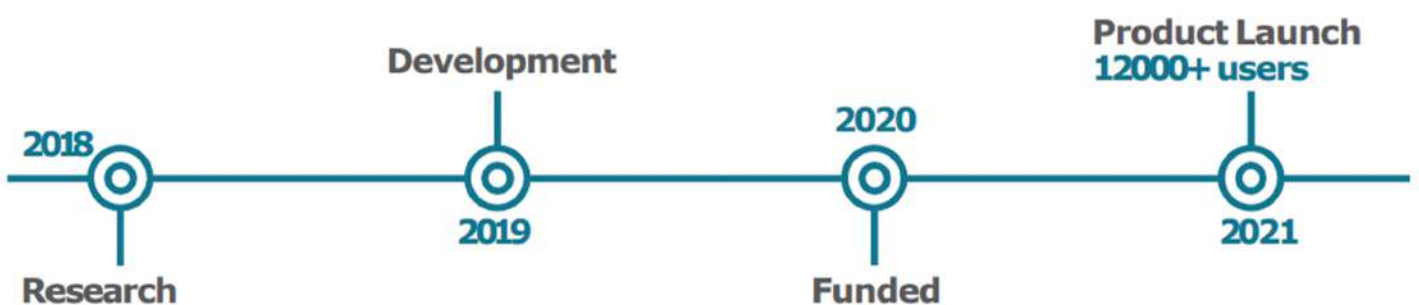 2018
Research
Development
2019
2020
Funded
Product Launch
12000+ users
2021